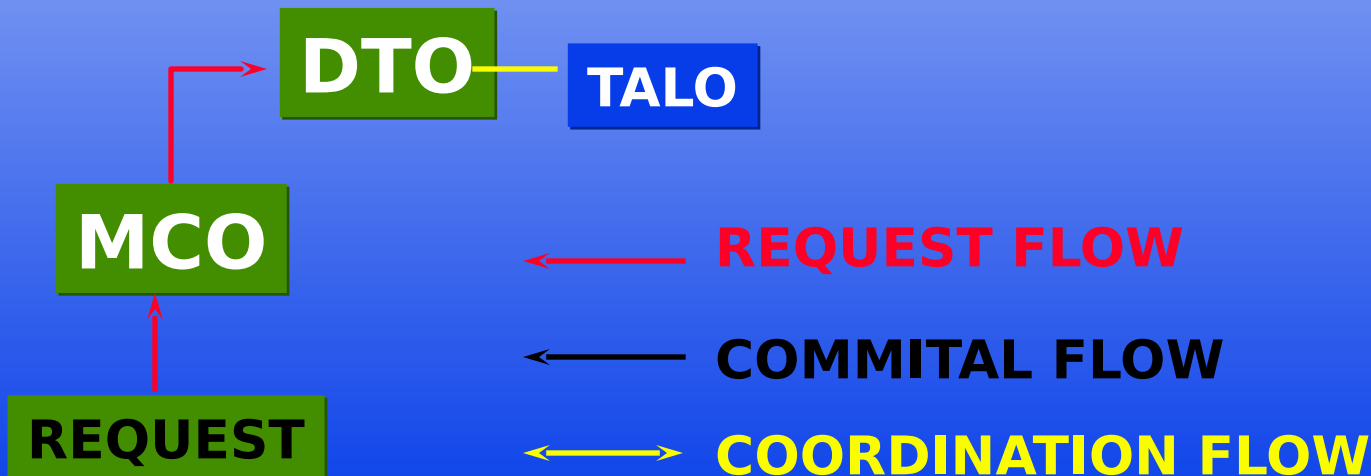 DTO
TALO
MCO
REQUEST FLOW
COMMITAL FLOW
REQUEST
COORDINATION FLOW